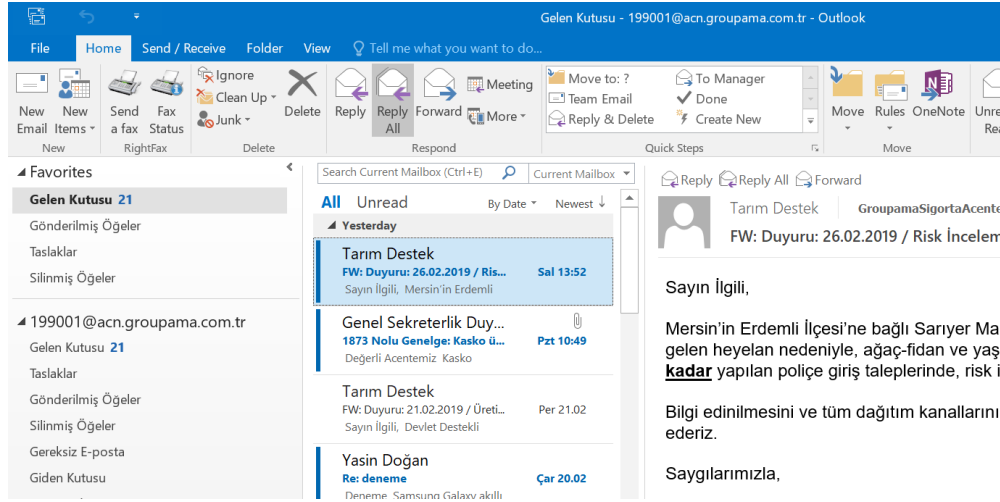 Gelen Kutusu - 199001@acn.groupama.com.tr - Outlook
File Home Send / Receive Folder View Tell me what you want to do...
New Email
New Items
Send a fax
Fax Status
Ignore
Clean Up
Junk
Delete
Reply
Reply All
Forward
Meeting
More
Move to: ?
Team Email
Reply & Delete
To Manager
Done
Create New
Move
Rules
OneNote
New RightFax Delete Respond Quick Steps Move
Favorites
Gelen Kutusu 21
Gönderilmiş Öğeler
Taslaklar
Silinmiş Öğeler
199001@acn.groupama.com.tr
Gelen Kutusu 21
Taslaklar
Gönderilmiş Öğeler
Silinmiş Öğeler
Gereksiz E-posta
Giden Kutusu
Search Current Mailbox (Ctrl+E) Current Mailbox
All Unread By Date Newest ↓
Yesterday
Tarım Destek
FW: Duyuru: 26.02.2019 / Ris... Sal 13:52
Sayın İlgili, Mersin'in Erdemli
Genel Sekreterlik Duy...
1873 Nolu Genelge: Kasko ü... Pzt 10:49
Değerli Acentemiz Kasko
Tarım Destek
FW: Duyuru: 21.02.2019 / Üreti... Per 21.02
Sayın İlgili, Devlet Destekli
Yasin Doğan
Re: deneme Çar 20.02
Deneme Samsung Galaxy akıllı
Reply Reply All Forward
Tarım Destek GroupamaSigortaAcente
FW: Duyuru: 26.02.2019 / Risk İncelem
Sayın İlgili,
Mersin'in Erdemli İlçesi'ne bağlı Sarıyer Ma
gelen heyelan nedeniyle, ağaç-fidan ve yaş
kadar yapılan poliçe giriş taleplerinde, risk i
Bilgi edinilmesini ve tüm dağıtım kanallarını
ederiz.
Saygılarımızla,